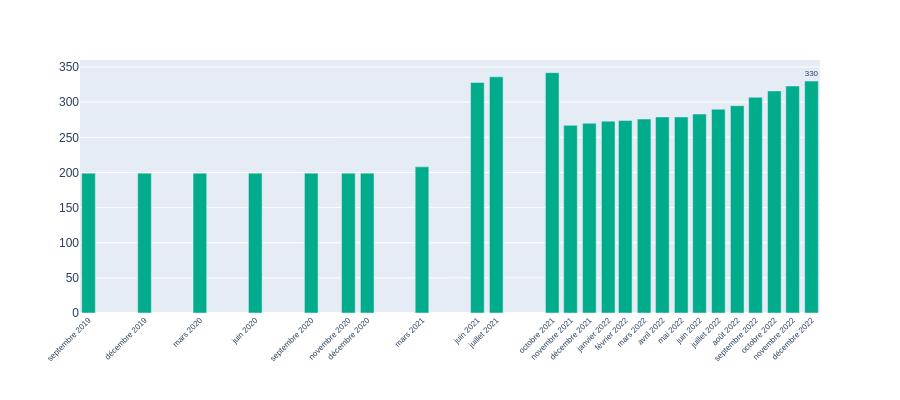 350
300
250
200
150
100
50
0
330
septembre 2019
décembre 2019
mars 2020
juin 2020
septembre 2020
novembre 2020
décembre 2020
mars 2021
juin 2021
juillet 2021
octobre 2021
novembre 2021
décembre 2021
janvier 2022
février 2022
mars 2022
avril 2022
mai 2022
juin 2022
juillet 2022
août 2022
septembre 2022
octobre 2022
novembre 2022
décembre 2022